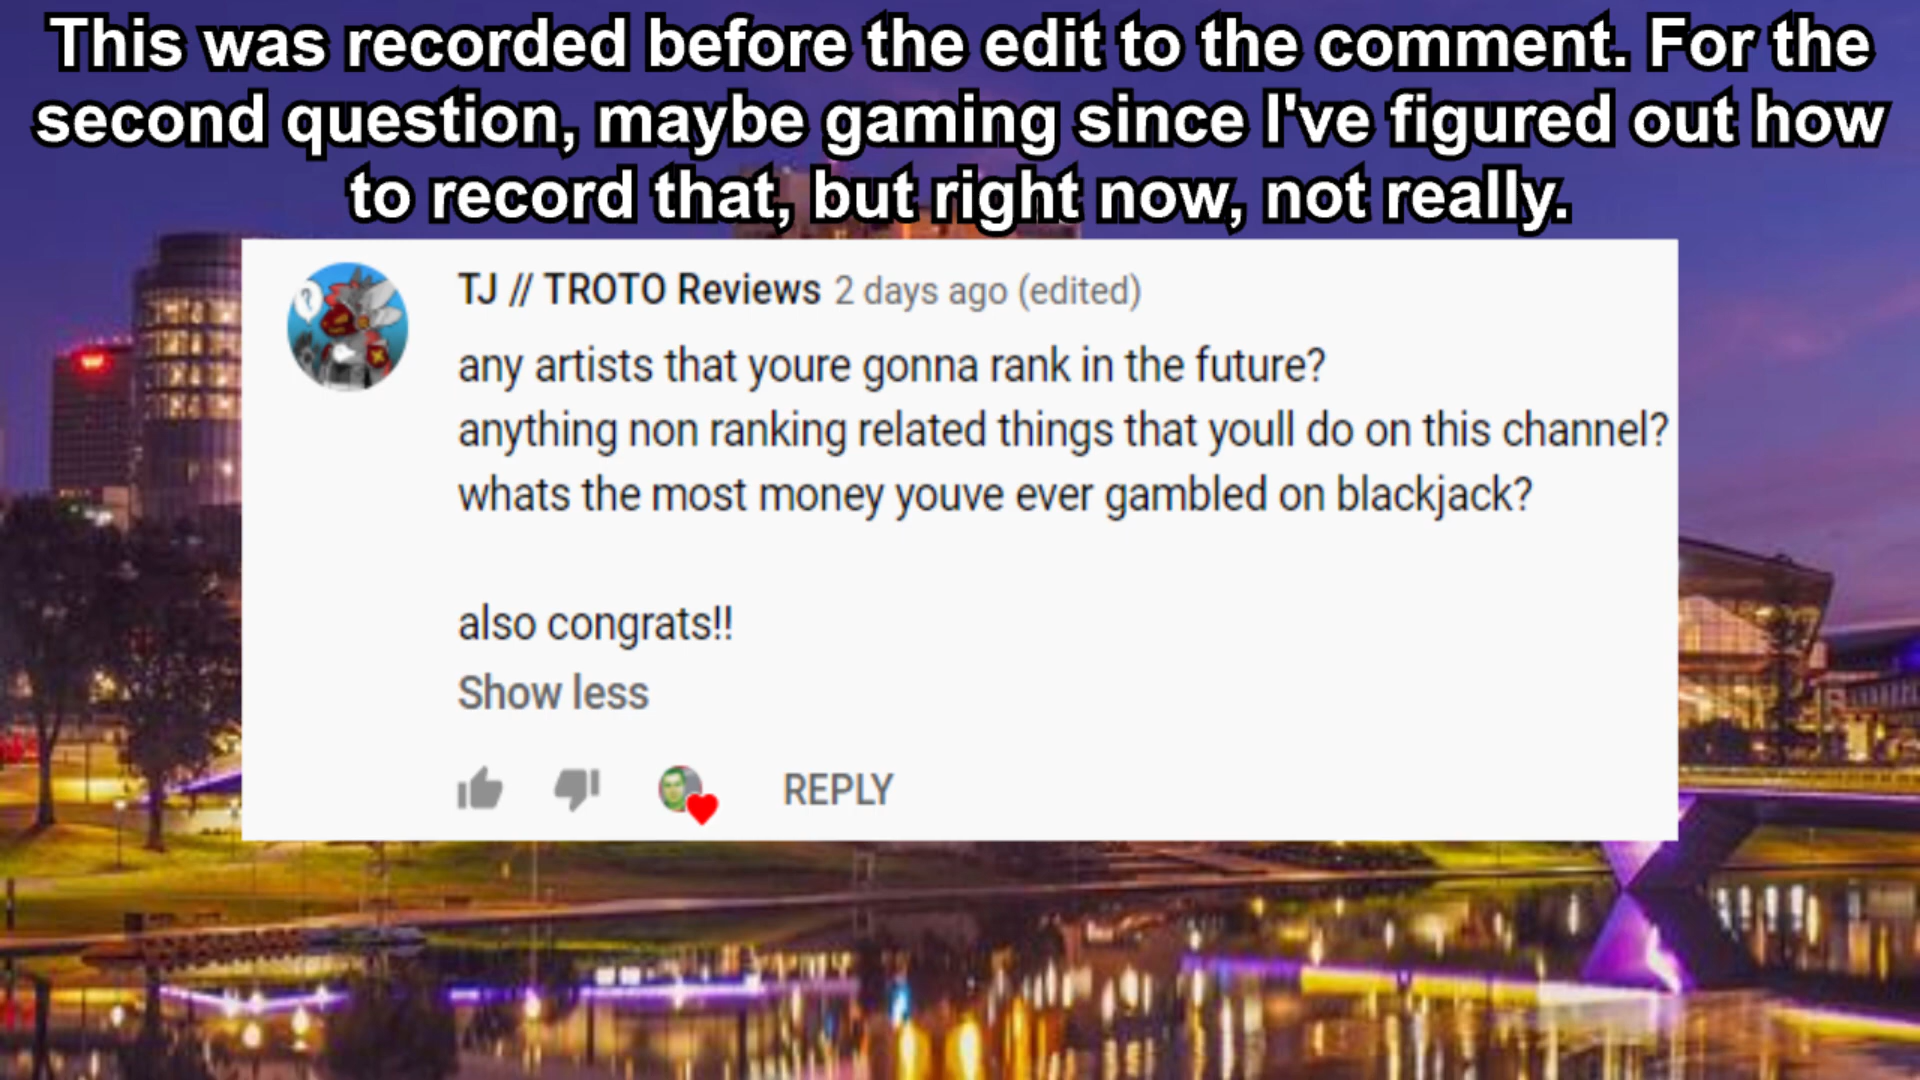 This was recorded before the edit to the comment. For the
second question, maybe gaming since I've figured out how
to record that, but right now, not really.
TJ // TROTO Reviews 2 days ago (edited)
any artists that youre gonna rank in the future?
anything non ranking related things that youll do on this channel?
whats the most money youve ever gambled on blackjack?
also congrats!!
Show less
REPLY